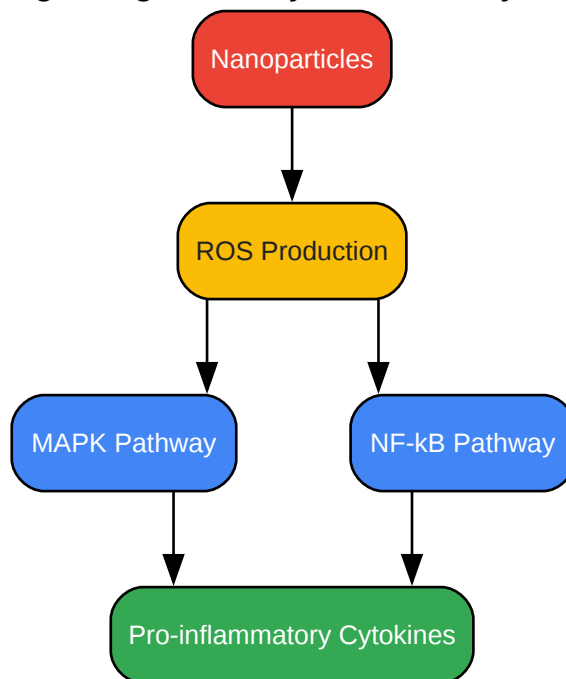 Nanoparticles
ROS Production
MAPK Pathway
NF-kB Pathway
Pro-inflammatory Cytokines